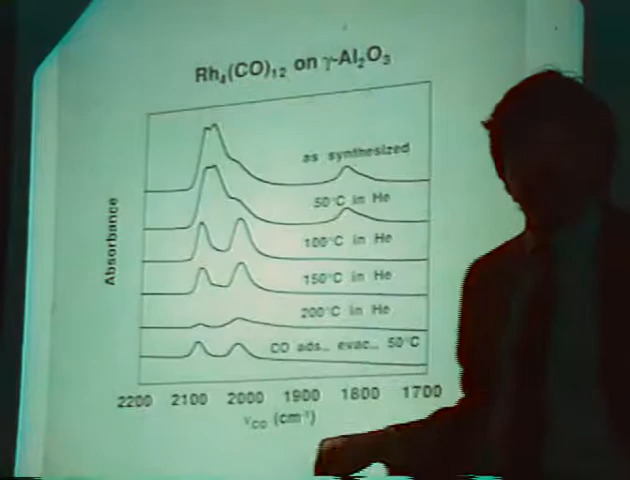 Rh₄(CO)₁₂ on γ-Al₂O₃
as synthesized
50°C in He
100°C in He
150°C in He
200°C in He
CO ads., evac., 50°C
Absorbance
2200 2100 2000 1900 1800 1700
νCO (cm⁻¹)